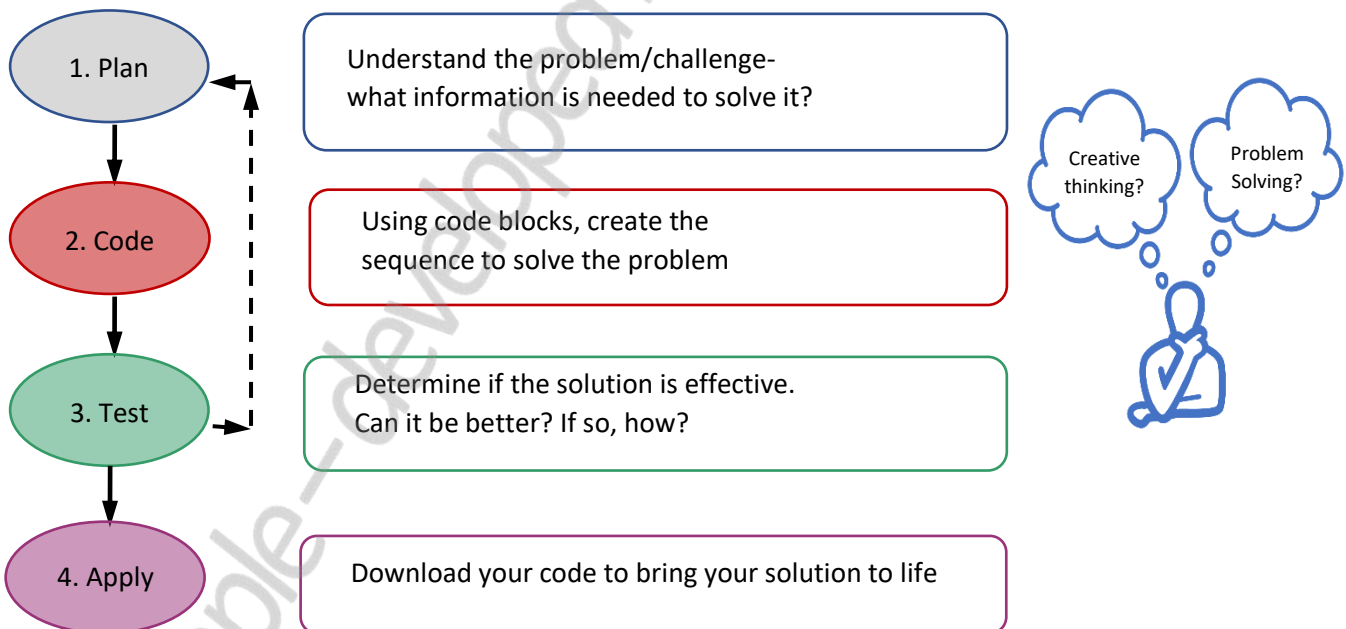 1. Plan
Understand the problem/challenge-
what information is needed to solve it?
Creative
thinking?
Problem
Solving?
2. Code
Using code blocks, create the
sequence to solve the problem
3. Test
Determine if the solution is effective.
Can it be better? If so, how?
4. Apply
Download your code to bring your solution to life
ple—developed